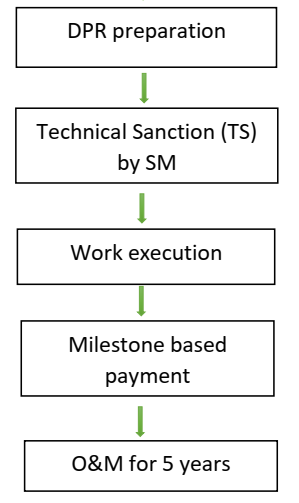 DPR preparation
Technical Sanction (TS)
by SM
Work execution
Milestone based
payment
O&M for 5 years